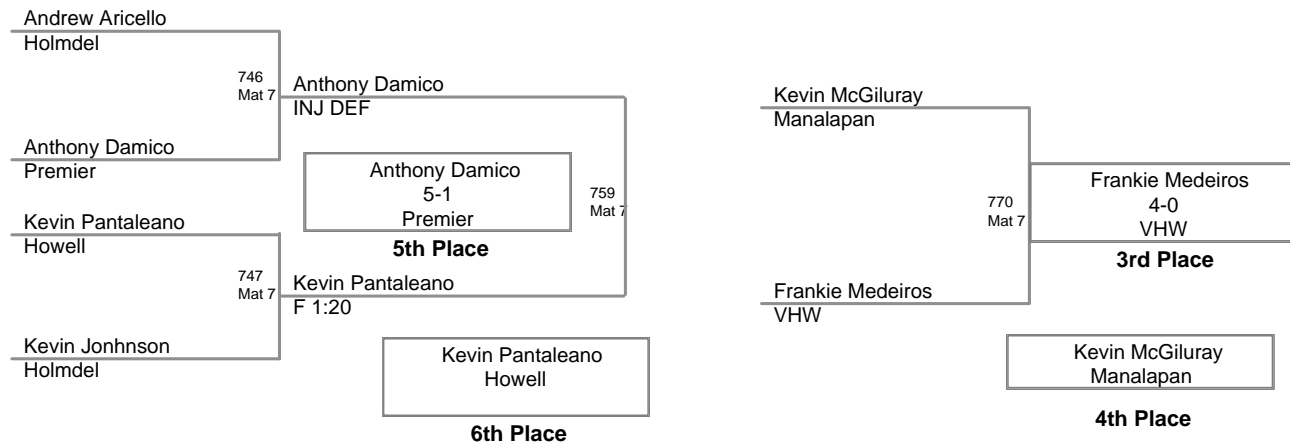 Andrew Aricello
Holmdel
746
Mat 7
Anthony Damico
INJ DEF
Anthony Damico
Premier
Anthony Damico
5-1
Premier
5th Place
759
Mat 7
Kevin Pantaleano
Howell
747
Mat 7
Kevin Pantaleano
F 1:20
Kevin Jonhnson
Holmdel
Kevin Pantaleano
Howell
6th Place
Kevin McGiluray
Manalapan
770
Mat 7
Frankie Medeiros
4-0
VHW
3rd Place
Frankie Medeiros
VHW
Kevin McGiluray
Manalapan
4th Place